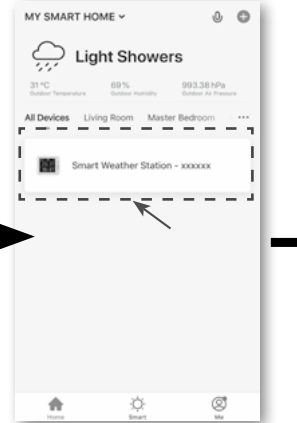 MY SMART HOME
Light Showers
31°C 69% 993.38 hPa
Outdoor Temperature Outdoor Humidity Outdoor Air Pressure
All Devices Living Room Master Bedroom ...
Smart Weather Station - xxxxxx
Home Smart Me